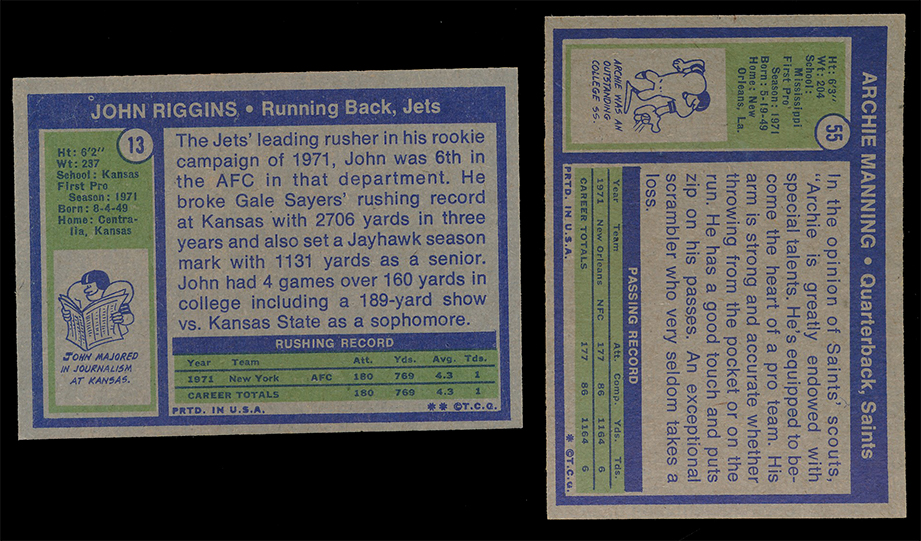 JOHN RIGGINS • Running Back, Jets
13
Ht: 6'2"
Wt: 237
School: Kansas
First Pro
Season: 1971
Born: 8-4-49
Home: Centra-
lia, Kansas
JOHN MAJORED
IN JOURNALISM
AT KANSAS.
The Jets' leading rusher in his rookie
campaign of 1971, John was 6th in
the AFC in that department. He
broke Gale Sayers' rushing record
at Kansas with 2706 yards in three
years and also set a Jayhawk season
mark with 1131 yards as a senior.
John had 4 games over 160 yards in
college including a 189-yard show
vs. Kansas State as a sophomore.
RUSHING RECORD
Year Team Att. Yds. Avg. Tds.
1971 New York AFC 180 769 4.3 1
CAREER TOTALS 180 769 4.3 1
PRTD. IN U.S.A. ** ©T.C.G.
ARCHIE MANNING • Quarterback, Saints
55
Ht: 6'3"
Wt: 204
School:
Mississippi
First Pro
Season: 1971
Born: 5-19-49
Home: New
Orleans, La.
ARCHIE WAS AN
OUTSTANDING
COLLEGE SS.
In the opinion of Saints' scouts,
"Archie is greatly endowed with
special talents. He's equipped to be-
come the heart of a pro team. His
arm is strong and accurate whether
throwing from the pocket or on the
run. He has a good touch and puts
zip on his passes. An exceptional
scrambler who very seldom takes a
loss.
PASSING RECORD
Year Team Att. Comp. Yds. Tds.
1971 New Orleans NFC 177 86 1164 6
CAREER TOTALS 177 86 1164 6
PRTD. IN U.S.A. * ©T.C.G.